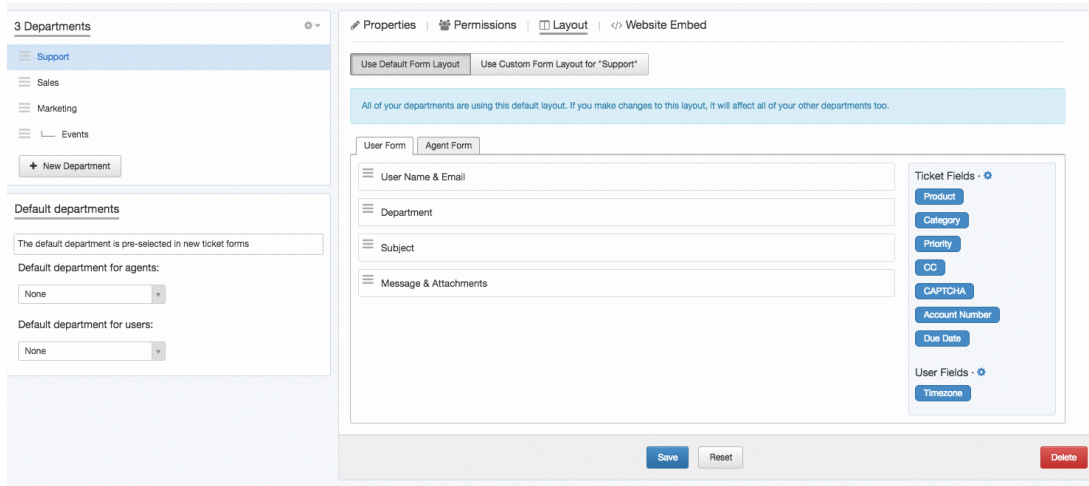 3 Departments
Support
Sales
Marketing
Events
+ New Department
Default departments
The default department is pre-selected in new ticket forms
Default department for agents:
None
Default department for users:
None
Properties | Permissions | Layout | </> Website Embed
Use Default Form Layout Use Custom Form Layout for "Support"
All of your departments are using this default layout. If you make changes to this layout, it will affect all of your other departments too.
User Form Agent Form
User Name & Email
Department
Subject
Message & Attachments
Ticket Fields ·
Product
Category
Priority
CC
CAPTCHA
Account Number
Due Date
User Fields ·
Timezone
Save Reset Delete